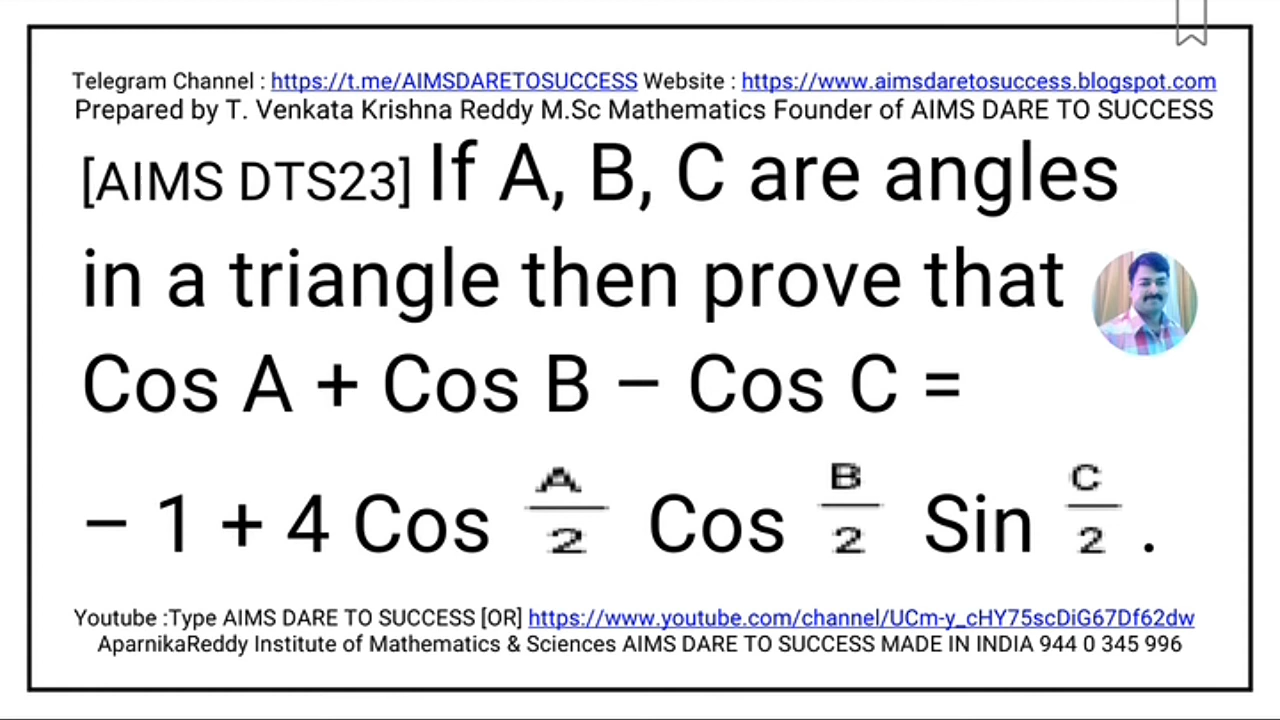 Telegram Channel : https://t.me/AIMSDARETOSUCCESS Website : https://www.aimsdaretosuccess.blogspot.com
Prepared by T. Venkata Krishna Reddy M.Sc Mathematics Founder of AIMS DARE TO SUCCESS
[AIMS DTS23] If A, B, C are angles
in a triangle then prove that
Cos A + Cos B – Cos C =
– 1 + 4 Cos A/2 Cos B/2 Sin C/2 .
Youtube :Type AIMS DARE TO SUCCESS [OR] https://www.youtube.com/channel/UCm-y_cHY75scDiG67Df62dw
AparnikaReddy Institute of Mathematics & Sciences AIMS DARE TO SUCCESS MADE IN INDIA 944 0 345 996